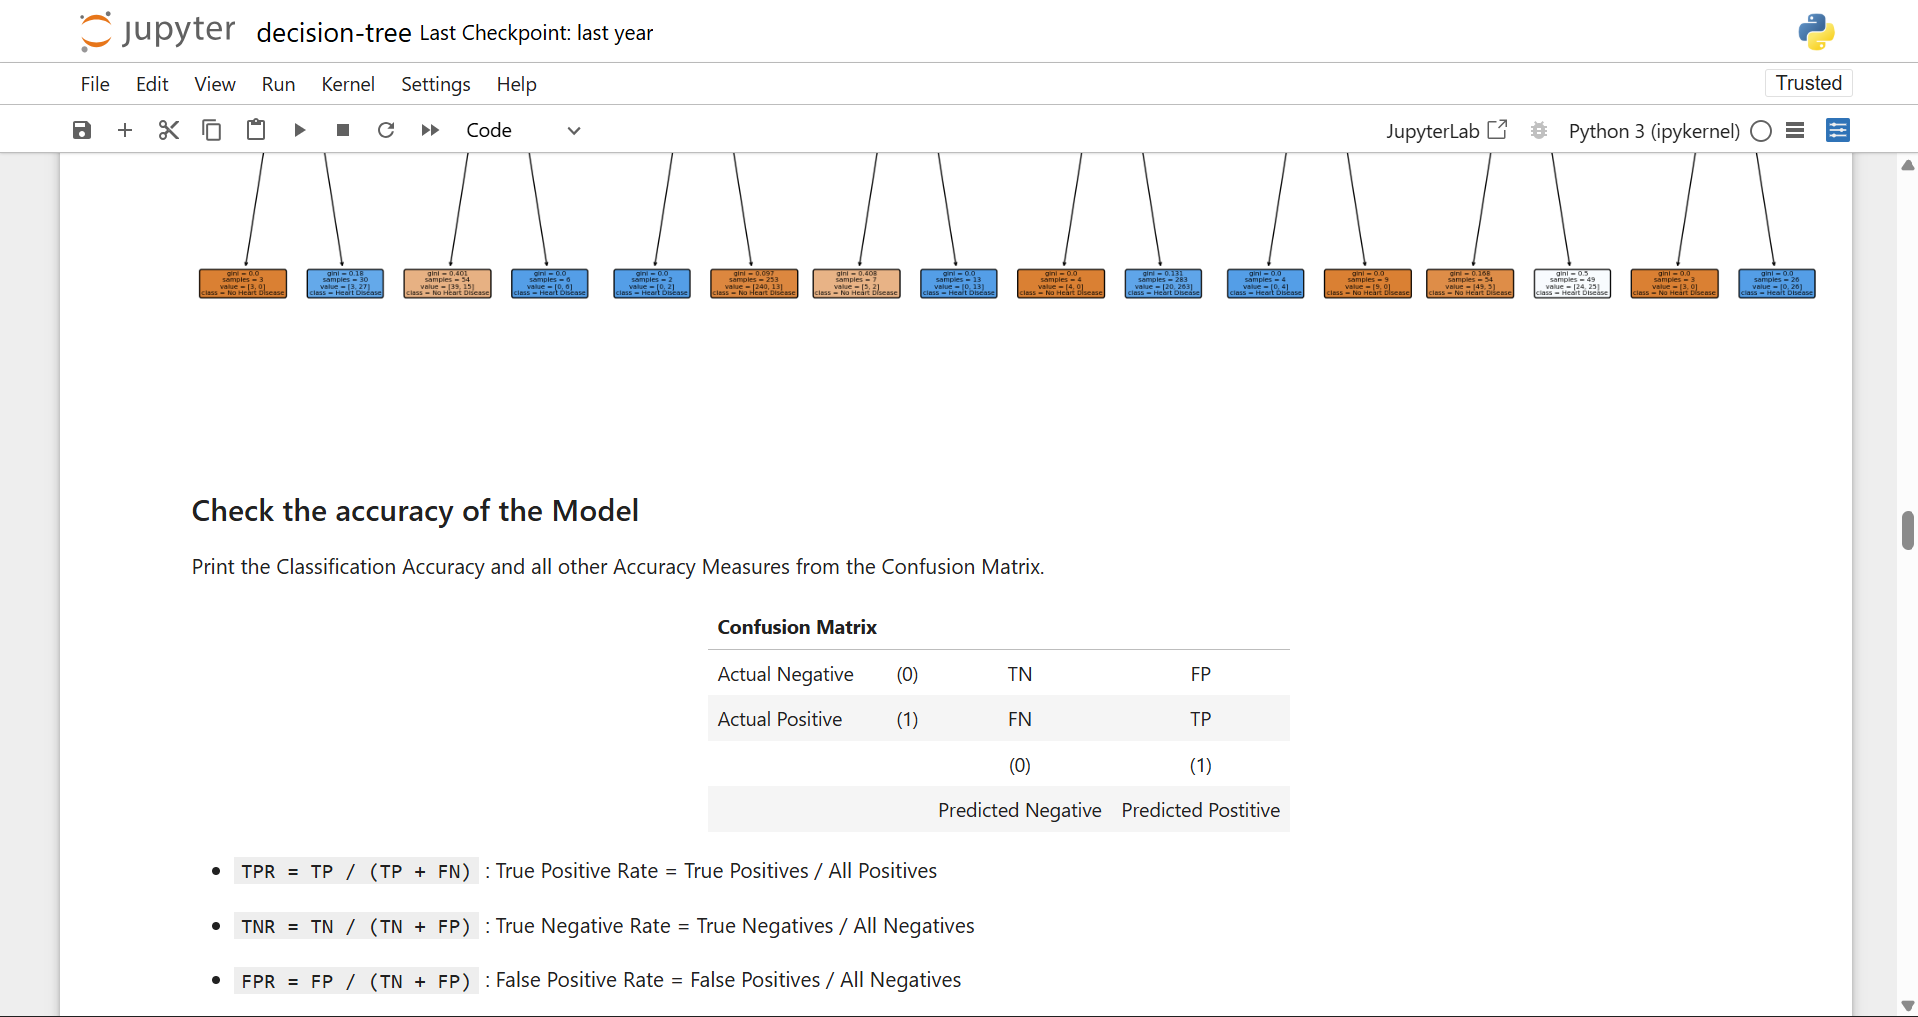 jupyter decision-tree Last Checkpoint: last year
File Edit View Run Kernel Settings Help Trusted
Code JupyterLab Python 3 (ipykernel)
gini = 0.0
samples = 3
value = [3, 0]
class = No Heart Disease
gini = 0.18
samples = 30
value = [3, 27]
class = Heart Disease
gini = 0.401
samples = 54
value = [39, 15]
class = No Heart Disease
gini = 0.0
samples = 6
value = [0, 6]
class = Heart Disease
gini = 0.0
samples = 2
value = [0, 2]
class = Heart Disease
gini = 0.097
samples = 253
value = [240, 13]
class = No Heart Disease
gini = 0.408
samples = 7
value = [5, 2]
class = No Heart Disease
gini = 0.0
samples = 13
value = [0, 13]
class = Heart Disease
gini = 0.0
samples = 4
value = [4, 0]
class = No Heart Disease
gini = 0.131
samples = 283
value = [20, 263]
class = Heart Disease
gini = 0.0
samples = 4
value = [0, 4]
class = Heart Disease
gini = 0.0
samples = 9
value = [9, 0]
class = No Heart Disease
gini = 0.168
samples = 54
value = [49, 5]
class = No Heart Disease
gini = 0.5
samples = 49
value = [24, 25]
class = Heart Disease
gini = 0.0
samples = 3
value = [3, 0]
class = No Heart Disease
gini = 0.0
samples = 26
value = [0, 26]
class = Heart Disease
Check the accuracy of the Model
Print the Classification Accuracy and all other Accuracy Measures from the Confusion Matrix.
Confusion Matrix
Actual Negative (0) TN FP
Actual Positive (1) FN TP
(0) (1)
Predicted Negative Predicted Postitive
TPR = TP / (TP + FN) : True Positive Rate = True Positives / All Positives
TNR = TN / (TN + FP) : True Negative Rate = True Negatives / All Negatives
FPR = FP / (TN + FP) : False Positive Rate = False Positives / All Negatives